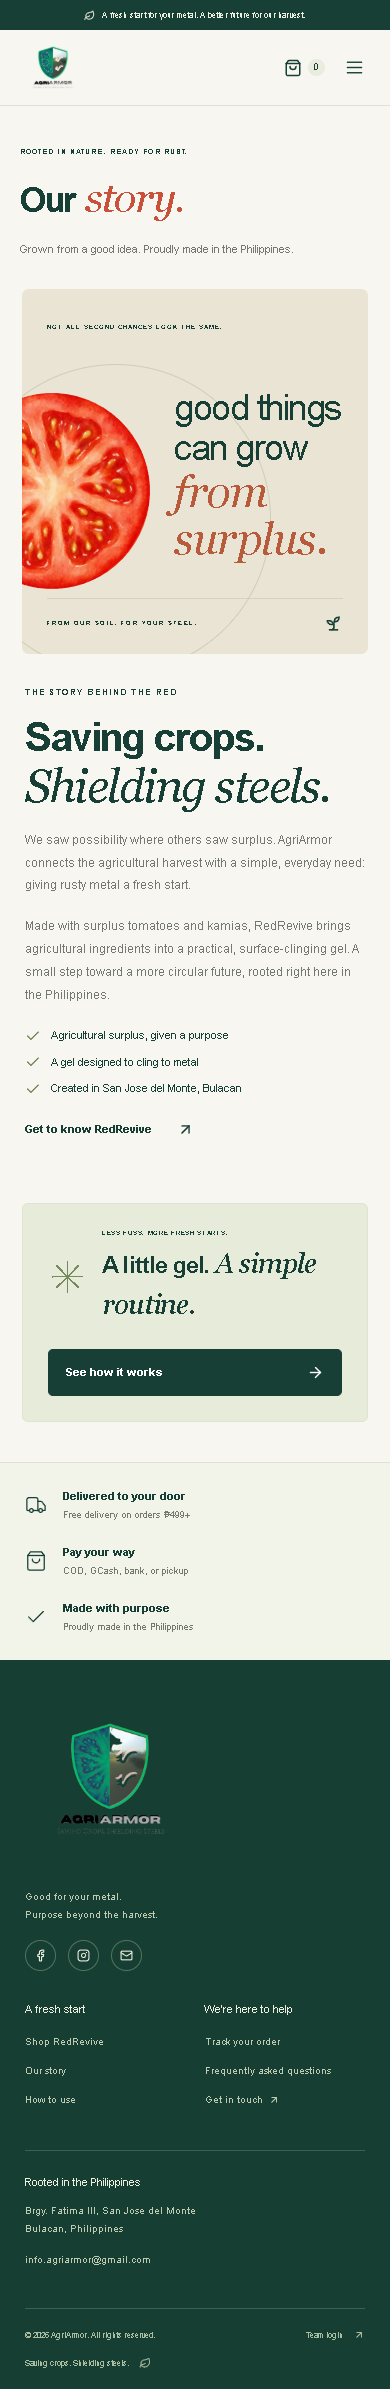 A fresh start for your metal. A better future for our harvest.
AGRIARMOR
0
ROOTED IN NATURE. READY FOR RUST.
Our story.
Grown from a good idea. Proudly made in the Philippines.
NOT ALL SECOND CHANCES LOOK THE SAME.
good things
can grow
from
surplus.
FROM OUR SOIL. FOR YOUR STEEL.
THE STORY BEHIND THE RED
Saving crops.
Shielding steels.
We saw possibility where others saw surplus. AgriArmor
connects the agricultural harvest with a simple, everyday need:
giving rusty metal a fresh start.
Made with surplus tomatoes and kamias, RedRevive brings
agricultural ingredients into a practical, surface-clinging gel. A
small step toward a more circular future, rooted right here in
the Philippines.
Agricultural surplus, given a purpose
A gel designed to cling to metal
Created in San Jose del Monte, Bulacan
Get to know RedRevive
LESS FUSS. MORE FRESH STARTS.
A little gel. A simple
routine.
See how it works
Delivered to your door
Free delivery on orders ₱499+
Pay your way
COD, GCash, bank, or pickup
Made with purpose
Proudly made in the Philippines
AGRIARMOR
Good for your metal.
Purpose beyond the harvest.
A fresh start
We're here to help
Shop RedRevive
Track your order
Our story
Frequently asked questions
How to use
Get in touch
Rooted in the Philippines
Brgy. Fatima III, San Jose del Monte
Bulacan, Philippines
info.agriarmor@gmail.com
© 2026 AgriArmor. All rights reserved.
Team login
Saving crops. Shielding steels.